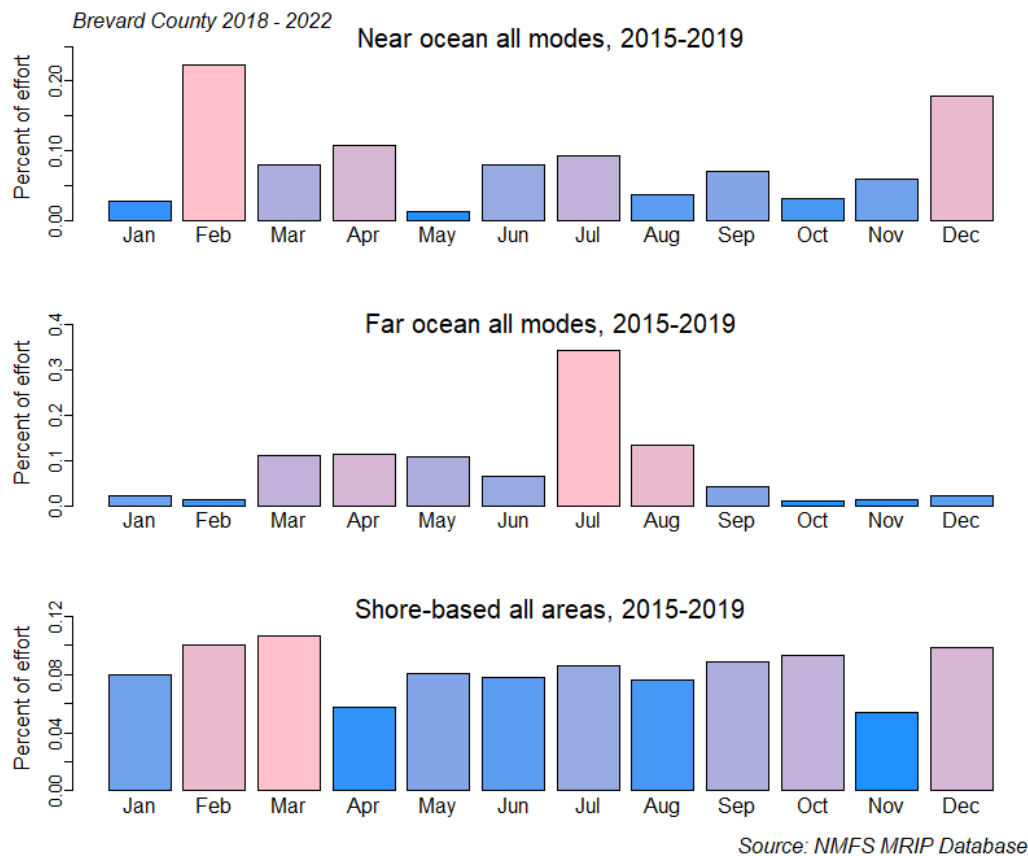 Brevard County 2018 - 2022
Near ocean all modes, 2015-2019
Percent of effort
0.00 0.10 0.20
Jan Feb Mar Apr May Jun Jul Aug Sep Oct Nov Dec
Far ocean all modes, 2015-2019
Percent of effort
0.0 0.1 0.2 0.3 0.4
Jan Feb Mar Apr May Jun Jul Aug Sep Oct Nov Dec
Shore-based all areas, 2015-2019
Percent of effort
0.00 0.04 0.08 0.12
Jan Feb Mar Apr May Jun Jul Aug Sep Oct Nov Dec
Source: NMFS MRIP Database